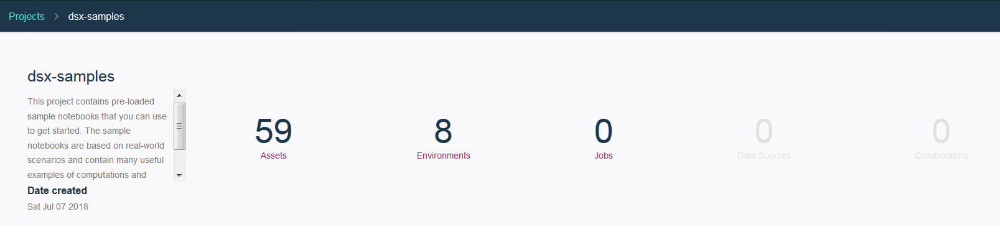 Projects > dsx-samples
dsx-samples
This project contains pre-loaded
sample notebooks that you can use
to get started. The sample
notebooks are based on real-world
scenarios and contain many useful
examples of computations and
Date created
Sat Jul 07 2018
59
Assets
8
Environments
0
Jobs
0
Data Sources
0
Collaborators